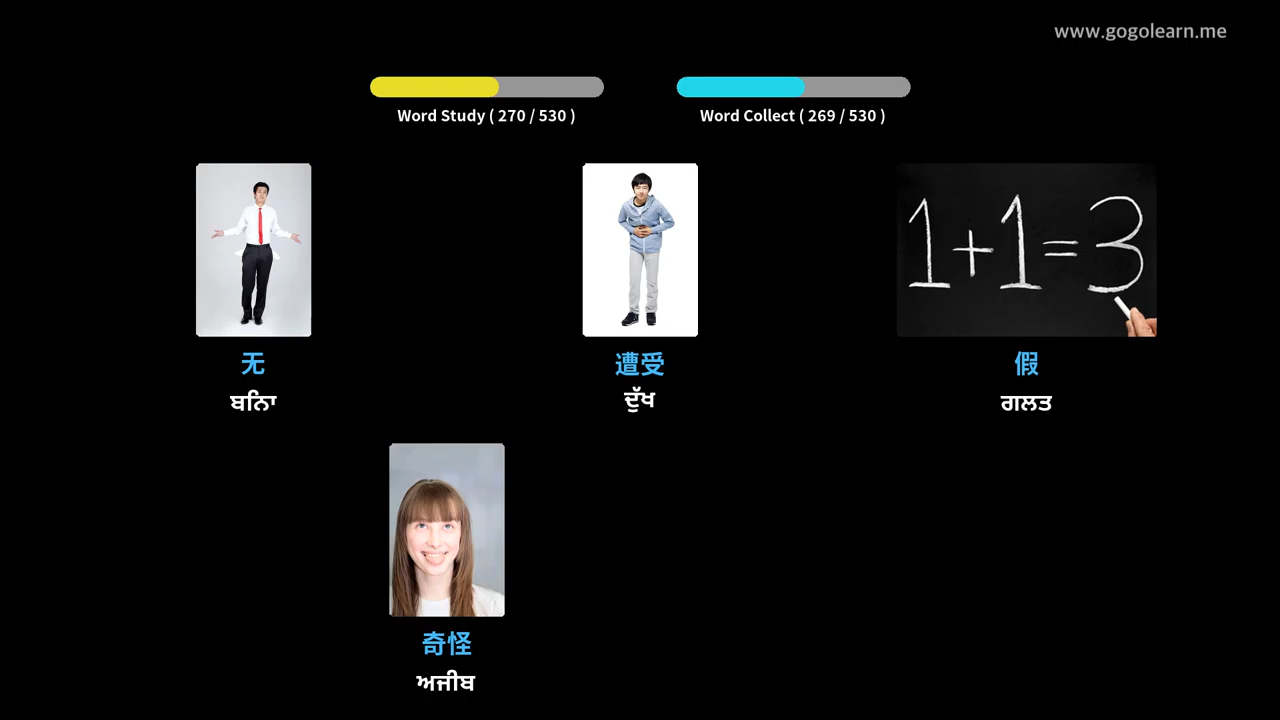 www.gogolearn.me
Word Study ( 270 / 530 )
Word Collect ( 269 / 530 )
1+1=3
无
遭受
假
ਬਿਨਾ
ਦੁੱਖ
ਗਲਤ
奇怪
ਅਜੀਬ